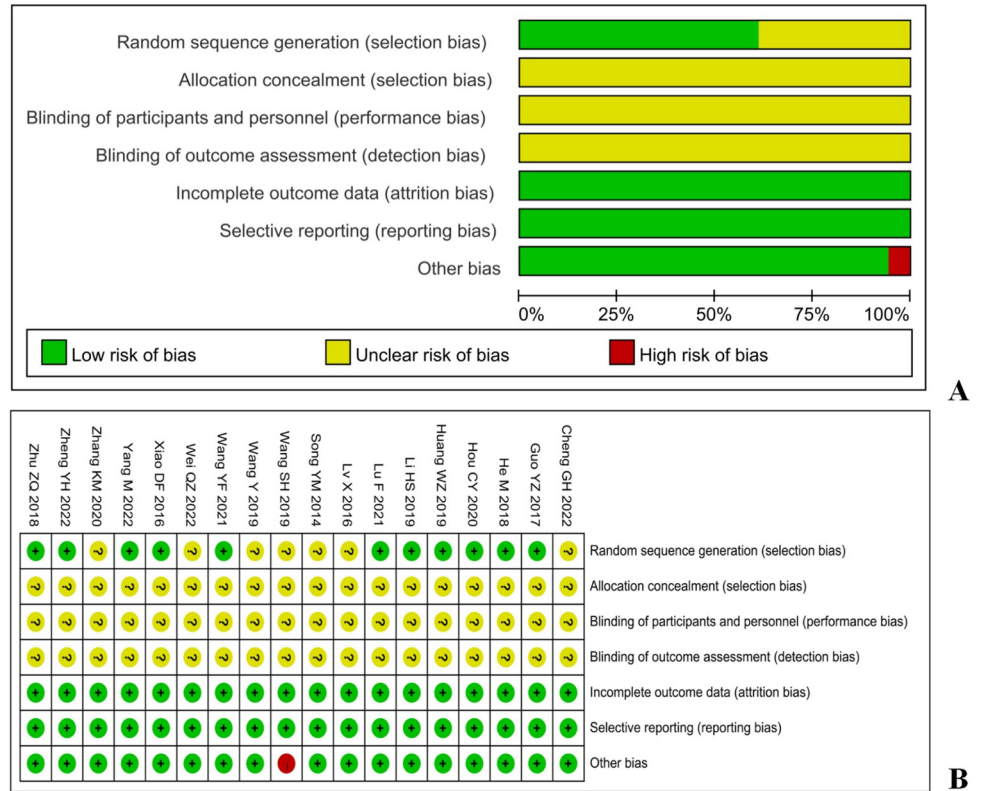 Random sequence generation (selection bias)
Allocation concealment (selection bias)
Blinding of participants and personnel (performance bias)
Blinding of outcome assessment (detection bias)
Incomplete outcome data (attrition bias)
Selective reporting (reporting bias)
Other bias
0% 25% 50% 75% 100%
Low risk of bias Unclear risk of bias High risk of bias
A
Zhu ZQ 2018
Zheng YH 2022
Zhang KM 2020
Yang M 2022
Xiao DF 2016
Wei QZ 2022
Wang YF 2021
Wang Y 2019
Wang SH 2019
Song YM 2014
Lv X 2016
Lu F 2021
Li HS 2019
Huang WZ 2019
Hou CY 2020
He M 2018
Guo YZ 2017
Cheng GH 2022
+ + ? + + ? + ? ? ? ? + + + + + + ? Random sequence generation (selection bias)
? ? ? ? ? ? ? ? ? ? ? ? ? ? ? ? ? ? Allocation concealment (selection bias)
? ? ? ? ? ? ? ? ? ? ? ? ? ? ? ? ? ? Blinding of participants and personnel (performance bias)
? ? ? ? ? ? ? ? ? ? ? ? ? ? ? ? ? ? Blinding of outcome assessment (detection bias)
+ + + + + + + + + + + + + + + + + + Incomplete outcome data (attrition bias)
+ + + + + + + + + + + + + + + + + + Selective reporting (reporting bias)
+ + + + + + + + - + + + + + + + + + Other bias
B